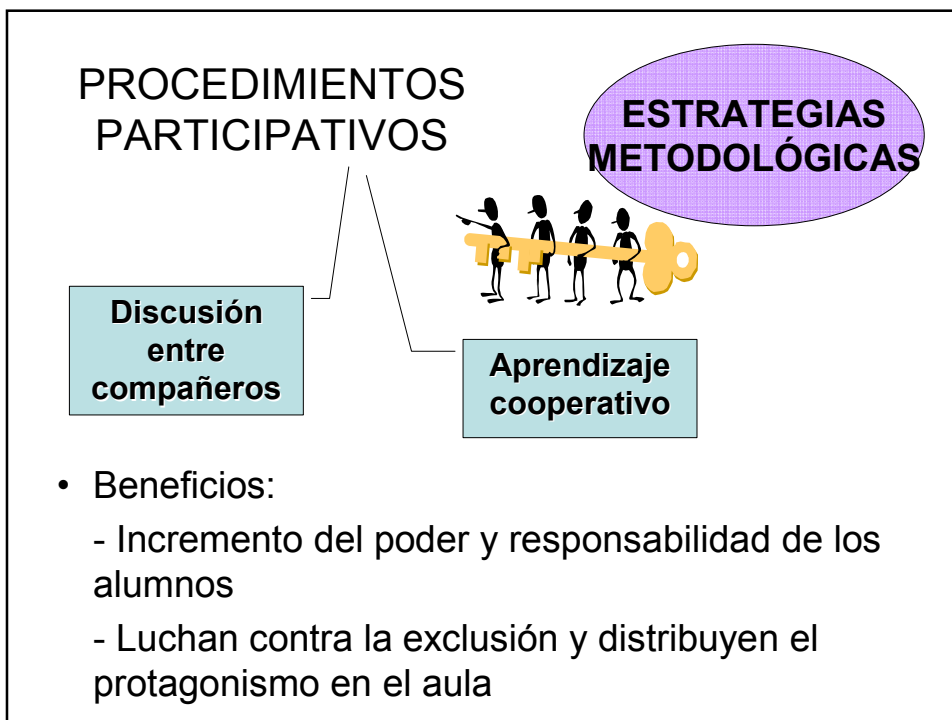 PROCEDIMIENTOS
PARTICIPATIVOS
ESTRATEGIAS
METODOLÓGICAS
Discusión
entre
compañeros
Aprendizaje
cooperativo
• Beneficios:
- Incremento del poder y responsabilidad de los
alumnos
- Luchan contra la exclusión y distribuyen el
protagonismo en el aula